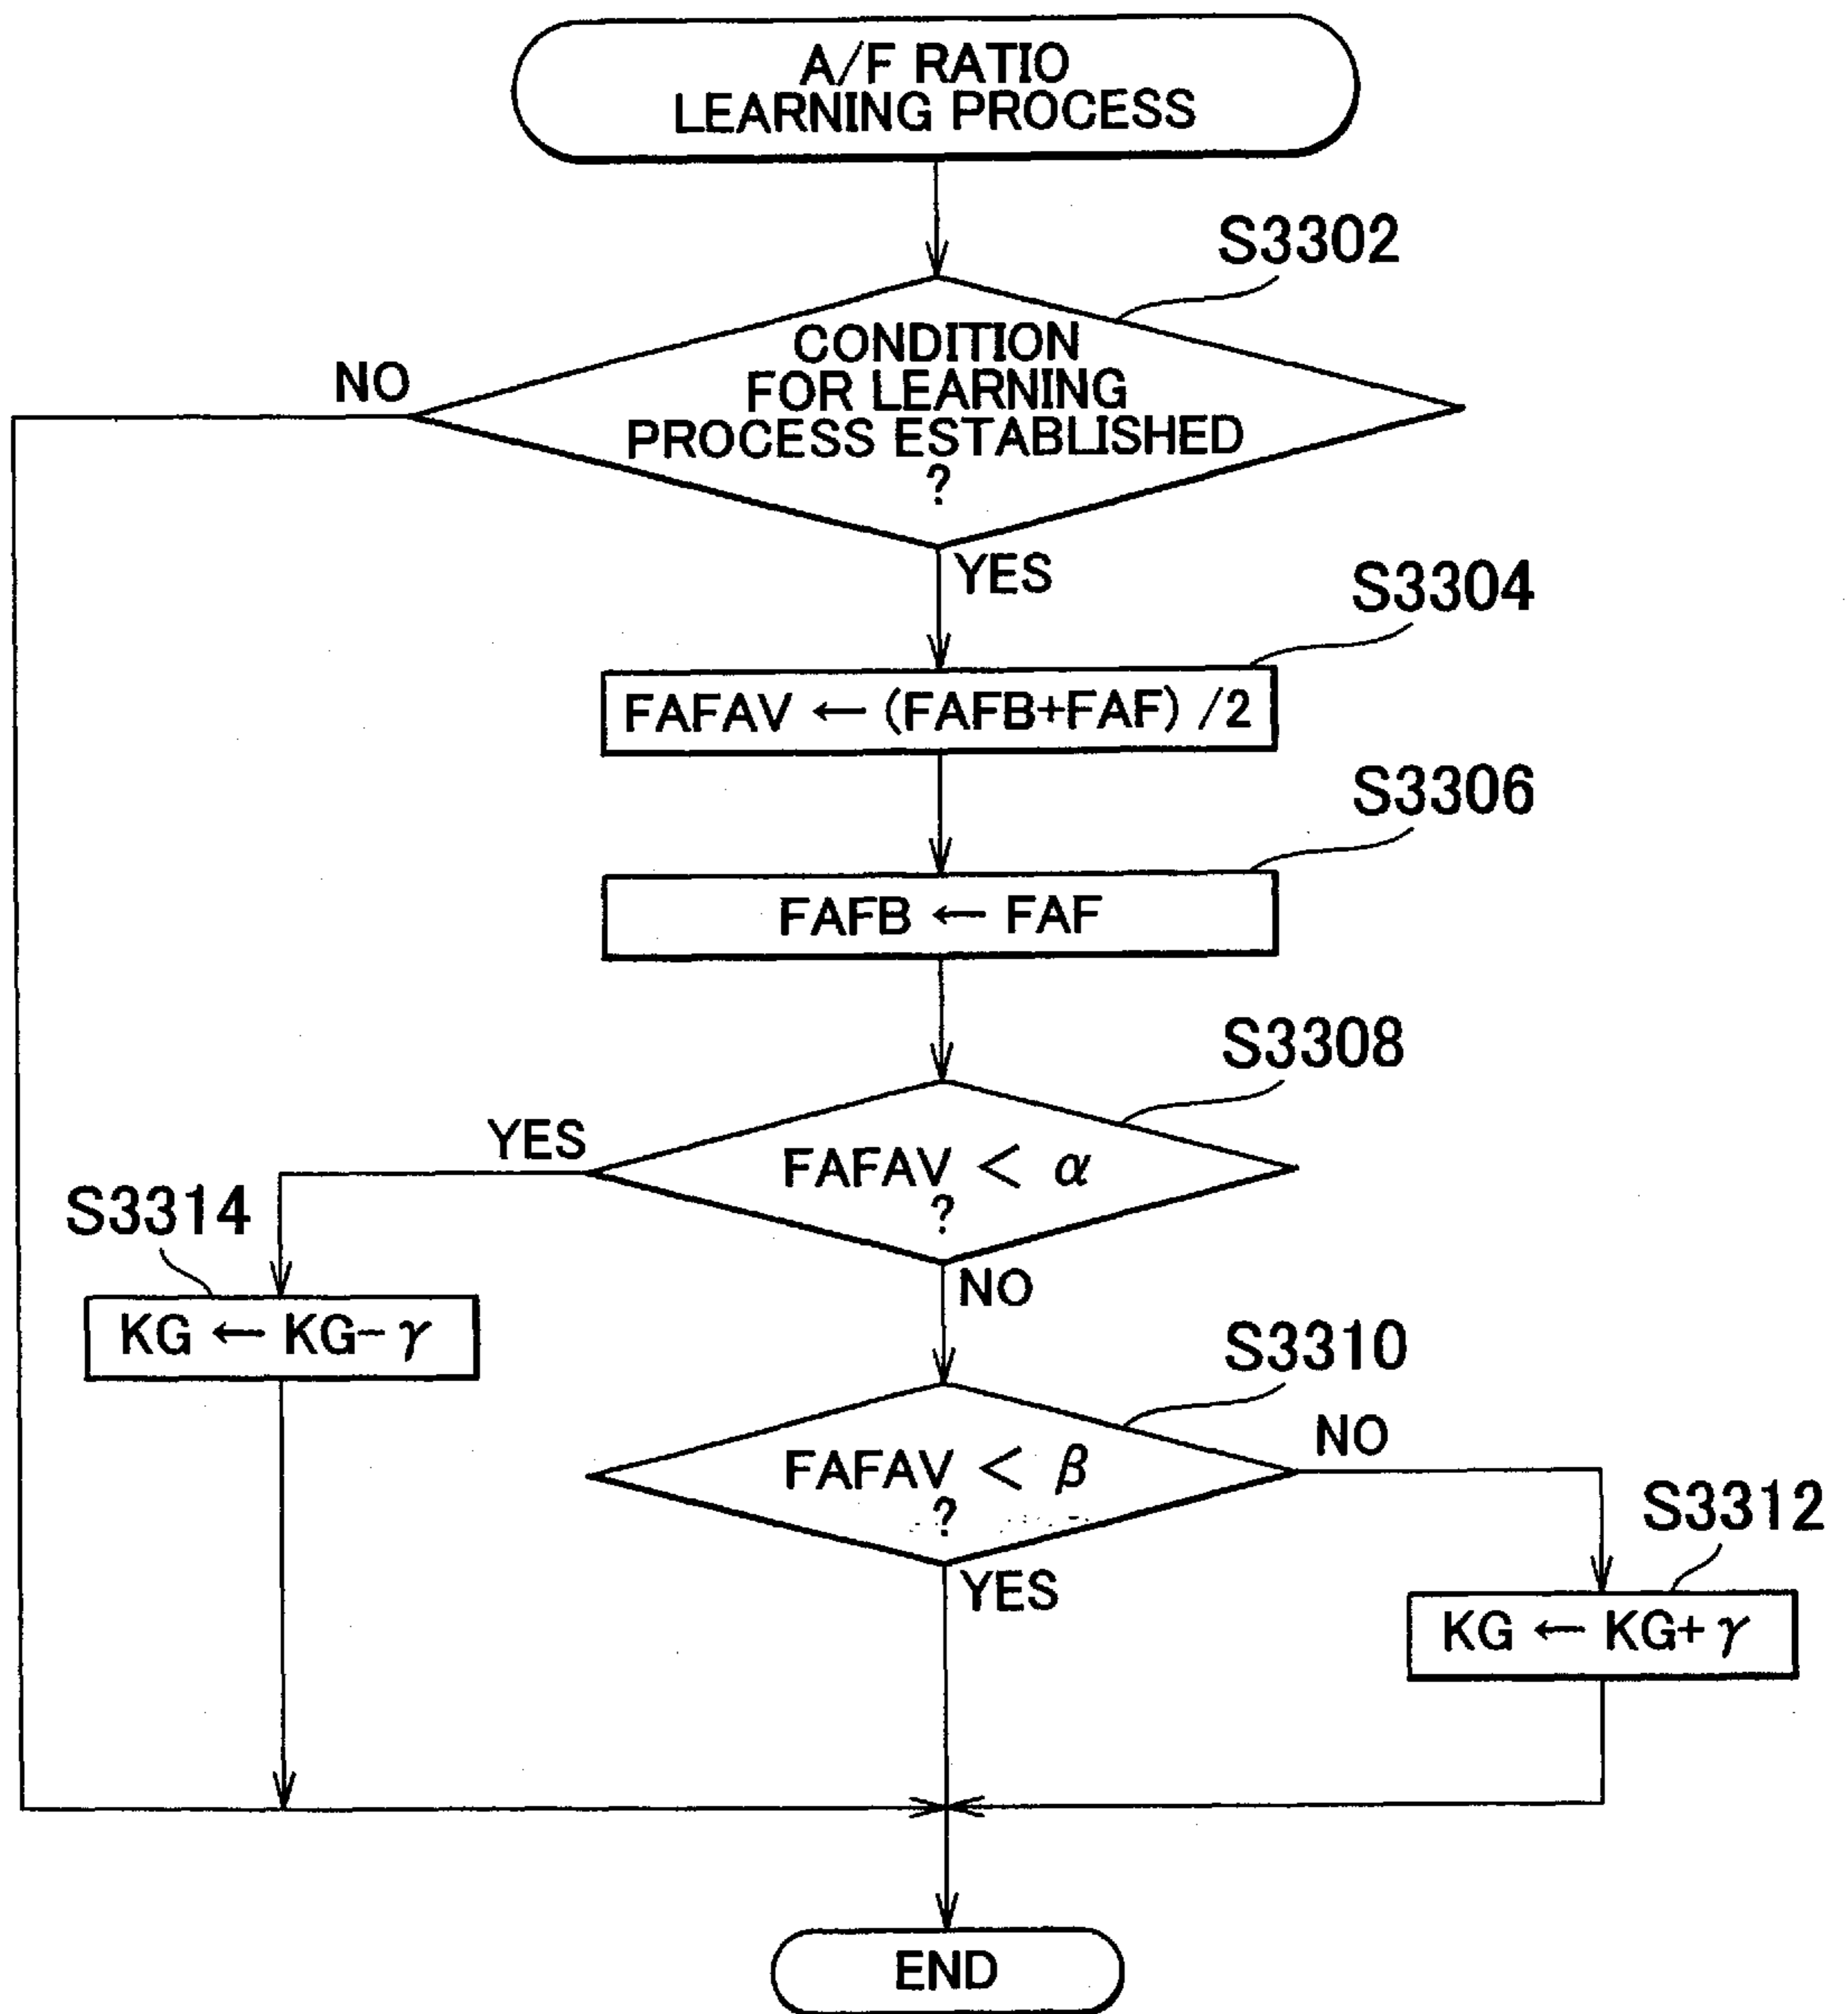 A/F RATIO
LEARNING PROCESS
S3302
CONDITION
FOR LEARNING
PROCESS ESTABLISHED
?
NO
YES
S3304
FAFAV ← (FAFB+FAF) /2
S3306
FAFB ← FAF
S3308
YES
FAFAV < α
?
S3314
NO
KG ← KG- γ
S3310
FAFAV < β
?
NO
S3312
YES
KG ← KG+ γ
END